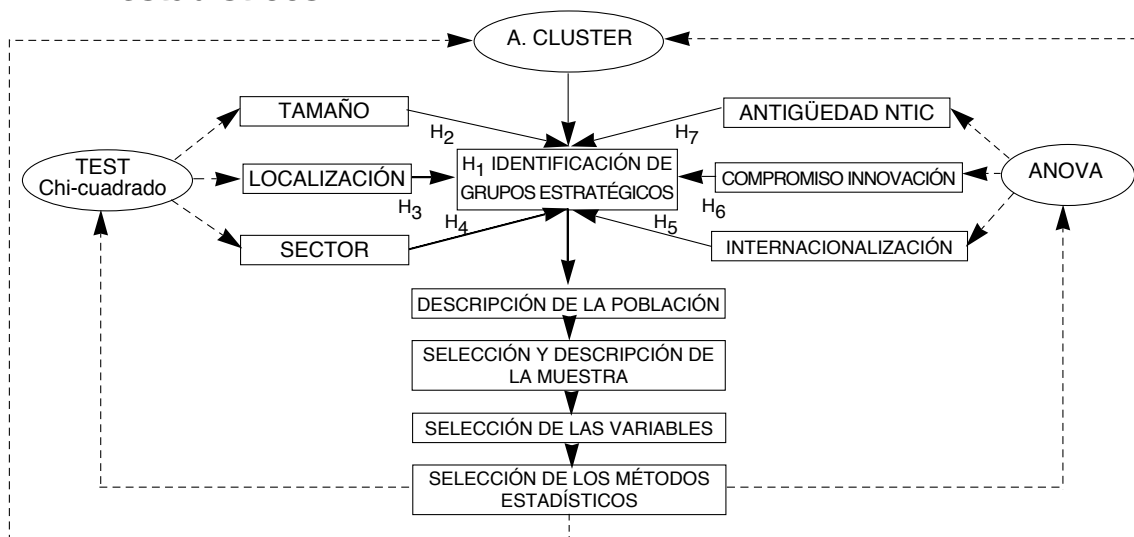 A. CLUSTER
TAMAÑO
ANTIGÜEDAD NTIC
H2
H7
TEST
Chi-cuadrado
LOCALIZACIÓN
H1 IDENTIFICACIÓN DE
GRUPOS ESTRATÉGICOS
COMPROMISO INNOVACIÓN
ANOVA
H3
H4
H5
H6
SECTOR
INTERNACIONALIZACIÓN
DESCRIPCIÓN DE LA POBLACIÓN
SELECCIÓN Y DESCRIPCIÓN DE
LA MUESTRA
SELECCIÓN DE LAS VARIABLES
SELECCIÓN DE LOS MÉTODOS
ESTADÍSTICOS